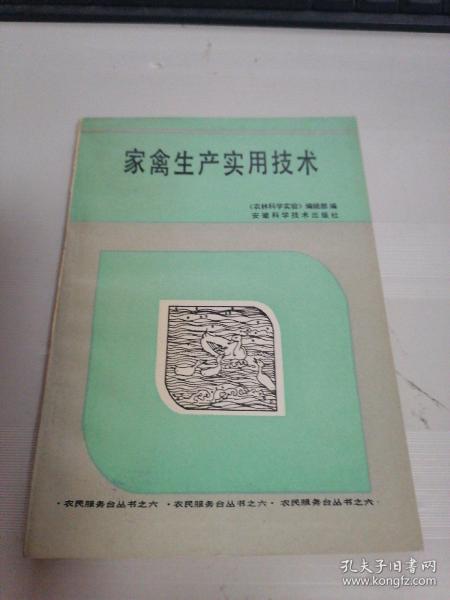 家禽生产实用技术
《农林科学实验》编辑部 编
安徽科学技术出版社
·农民服务台丛书之六·农民服务台丛书之六·农民服务台丛书之六·
孔夫子旧书网
www.kongfz.com